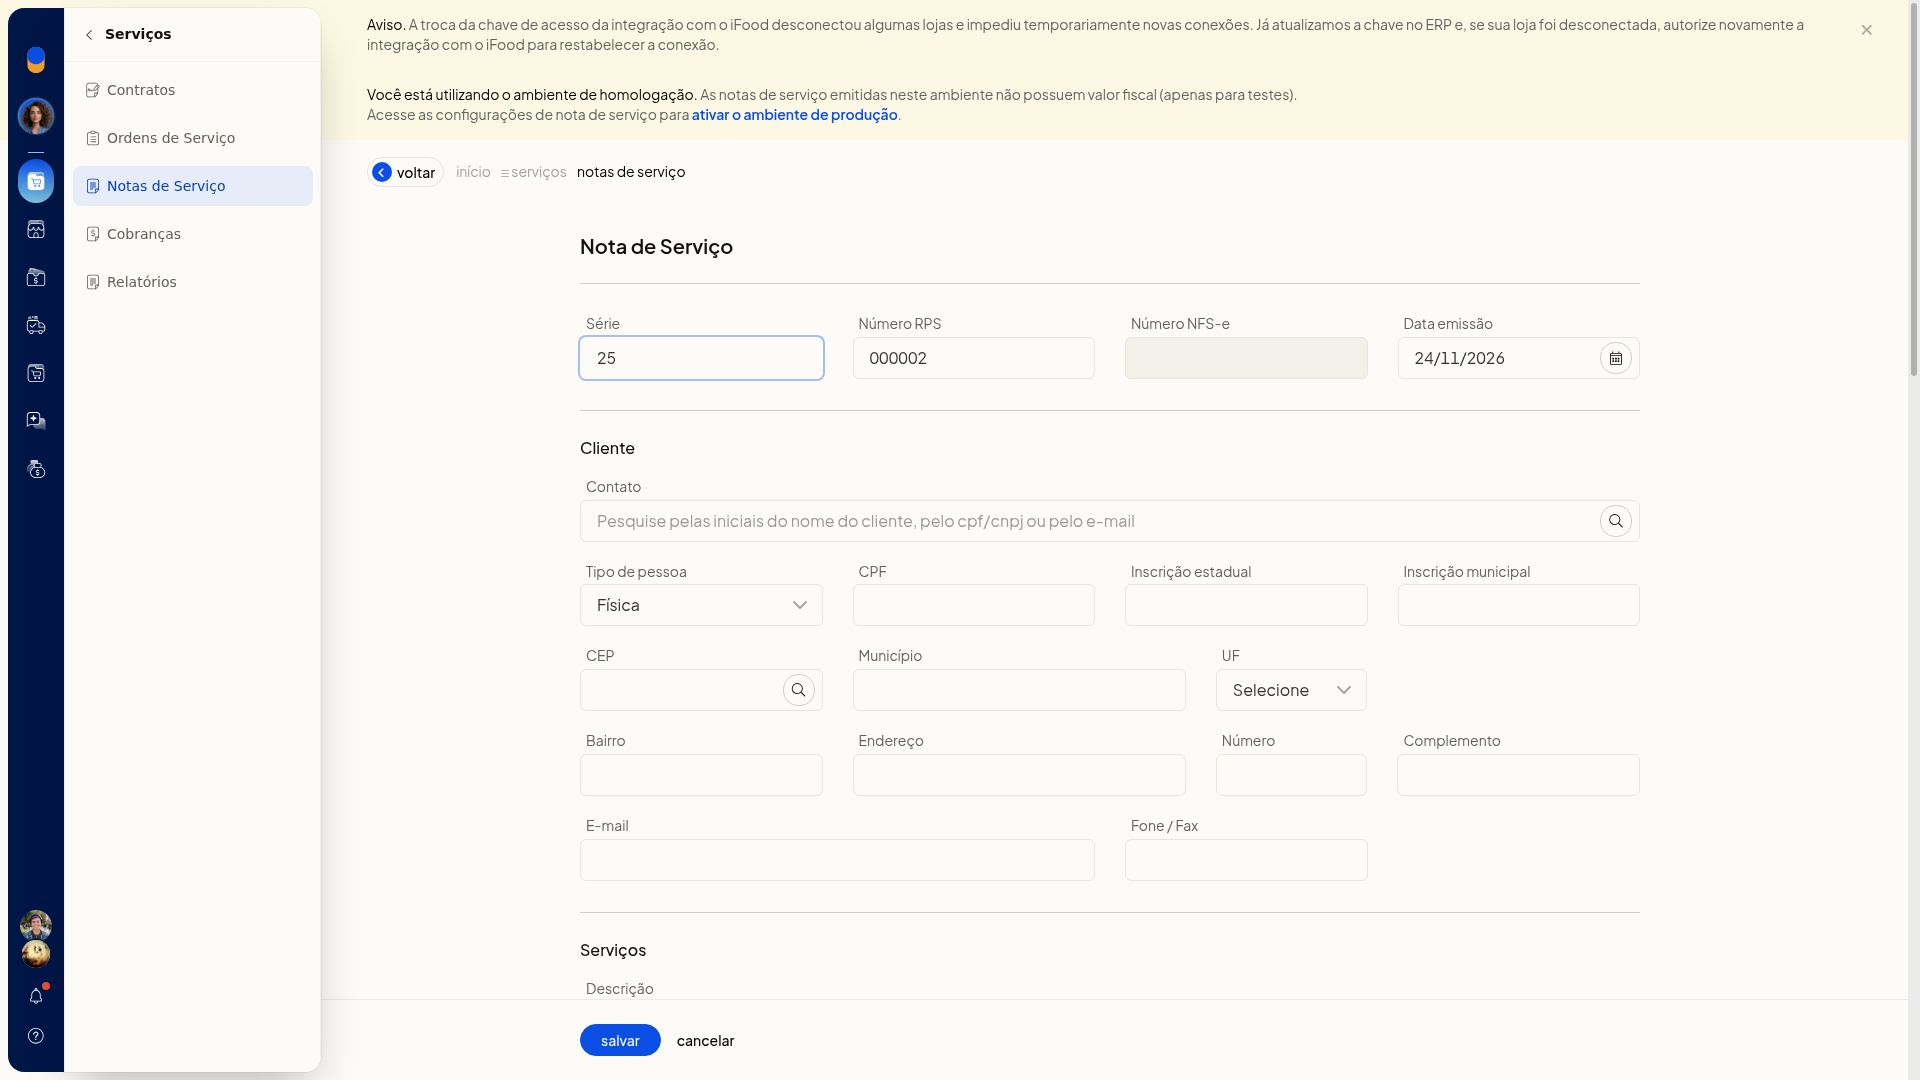 Serviços
Contratos
Ordens de Serviço
Notas de Serviço
Cobranças
Relatórios
Aviso. A troca da chave de acesso da integração com o iFood desconectou algumas lojas e impediu temporariamente novas conexões. Já atualizamos a chave no ERP e, se sua loja foi desconectada, autorize novamente a
integração com o iFood para restabelecer a conexão.
Você está utilizando o ambiente de homologação. As notas de serviço emitidas neste ambiente não possuem valor fiscal (apenas para testes).
Acesse as configurações de nota de serviço para ativar o ambiente de produção.
voltar início serviços notas de serviço
Nota de Serviço
Série Número RPS Número NFS-e Data emissão
25 000002 24/11/2026
Cliente
Contato
Pesquise pelas iniciais do nome do cliente, pelo cpf/cnpj ou pelo e-mail
Tipo de pessoa CPF Inscrição estadual Inscrição municipal
Física
CEP Município UF
Selecione
Bairro Endereço Número Complemento
E-mail Fone / Fax
Serviços
Descrição
salvar cancelar